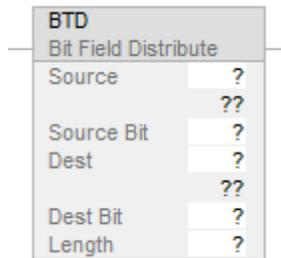 BTD
Bit Field Distribute
Source ?
??
Source Bit ?
Dest ?
??
Dest Bit ?
Length ?